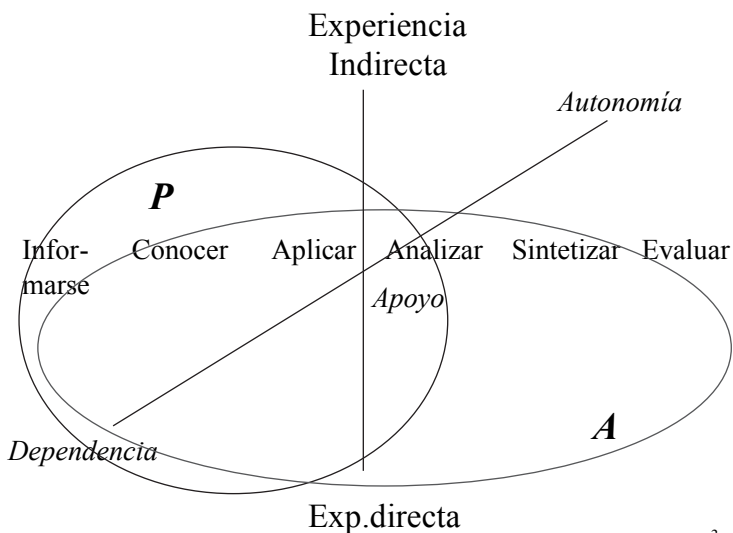 Experiencia
Indirecta
Autonomía
P
Infor- Conocer Aplicar Analizar Sintetizar Evaluar
marse
Apoyo
A
Dependencia
Exp.directa